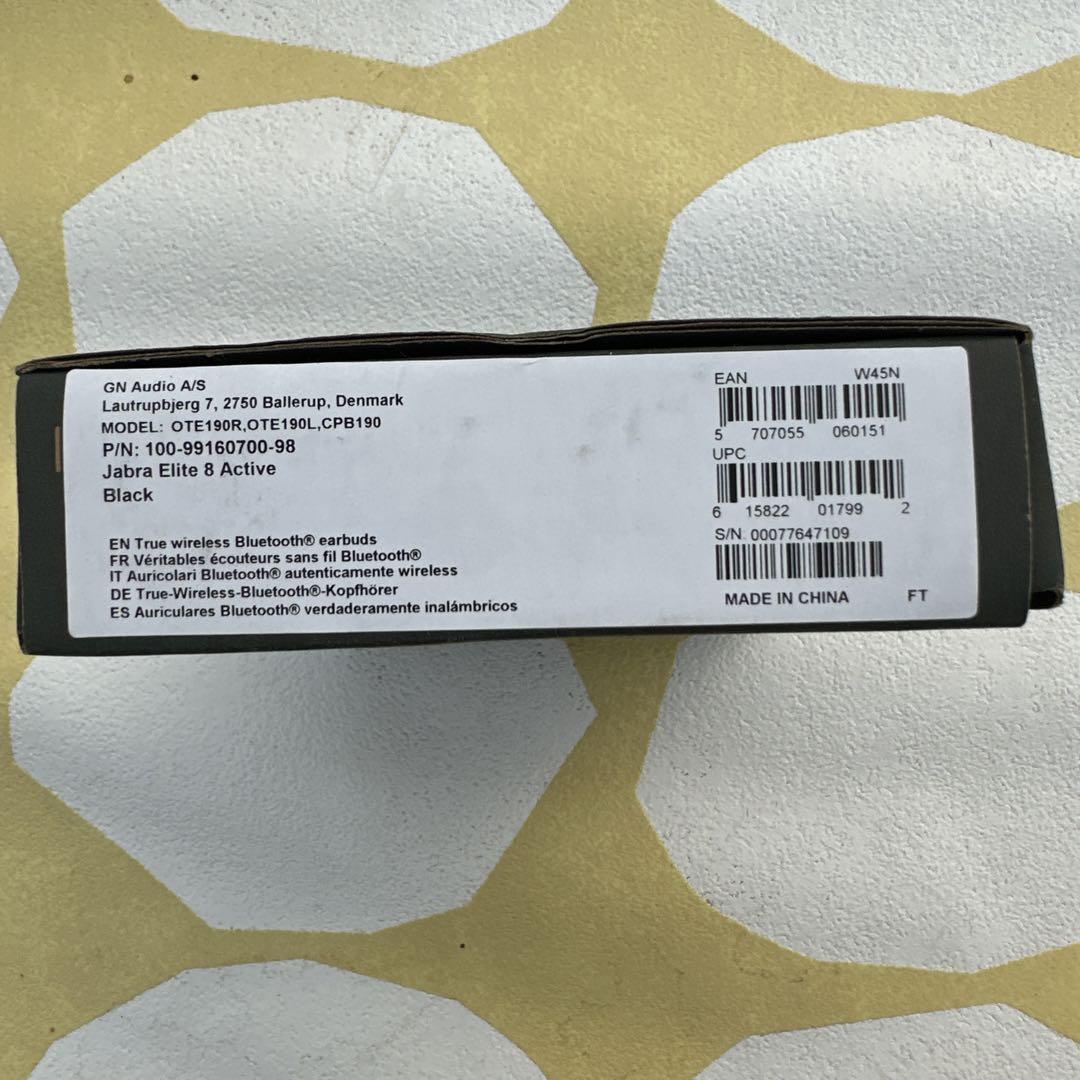 GN Audio A/S
Lautrupbjerg 7, 2750 Ballerup, Denmark
MODEL: OTE190R,OTE190L,CPB190
P/N: 100-99160700-98
Jabra Elite 8 Active
Black
EN True wireless Bluetooth® earbuds
FR Véritables écouteurs sans fil Bluetooth®
IT Auricolari Bluetooth® autenticamente wireless
DE True-Wireless-Bluetooth®-Kopfhörer
ES Auriculares Bluetooth® verdaderamente inalámbricos
EAN W45N
5 707055 060151
UPC
6 15822 01799 2
S/N 00077647109
MADE IN CHINA FT